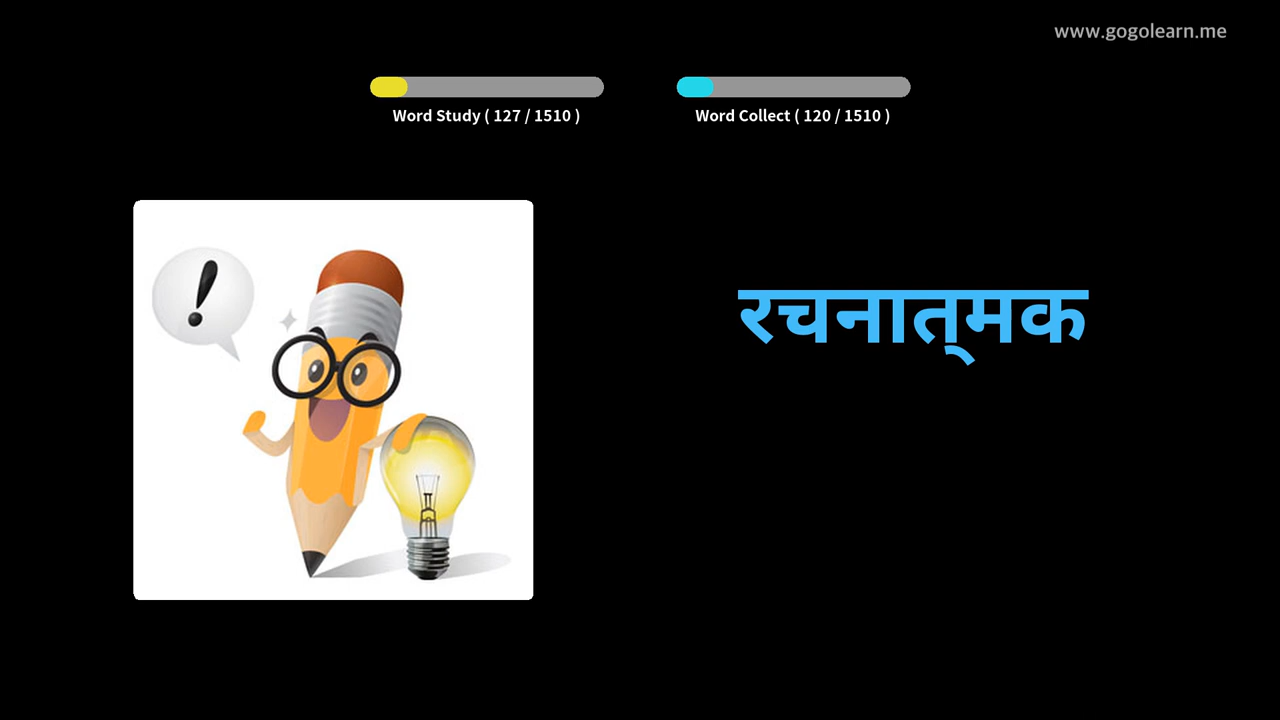 www.gogolearn.me
Word Study ( 127 / 1510 )
Word Collect ( 120 / 1510 )
!
रचनात्‌मक